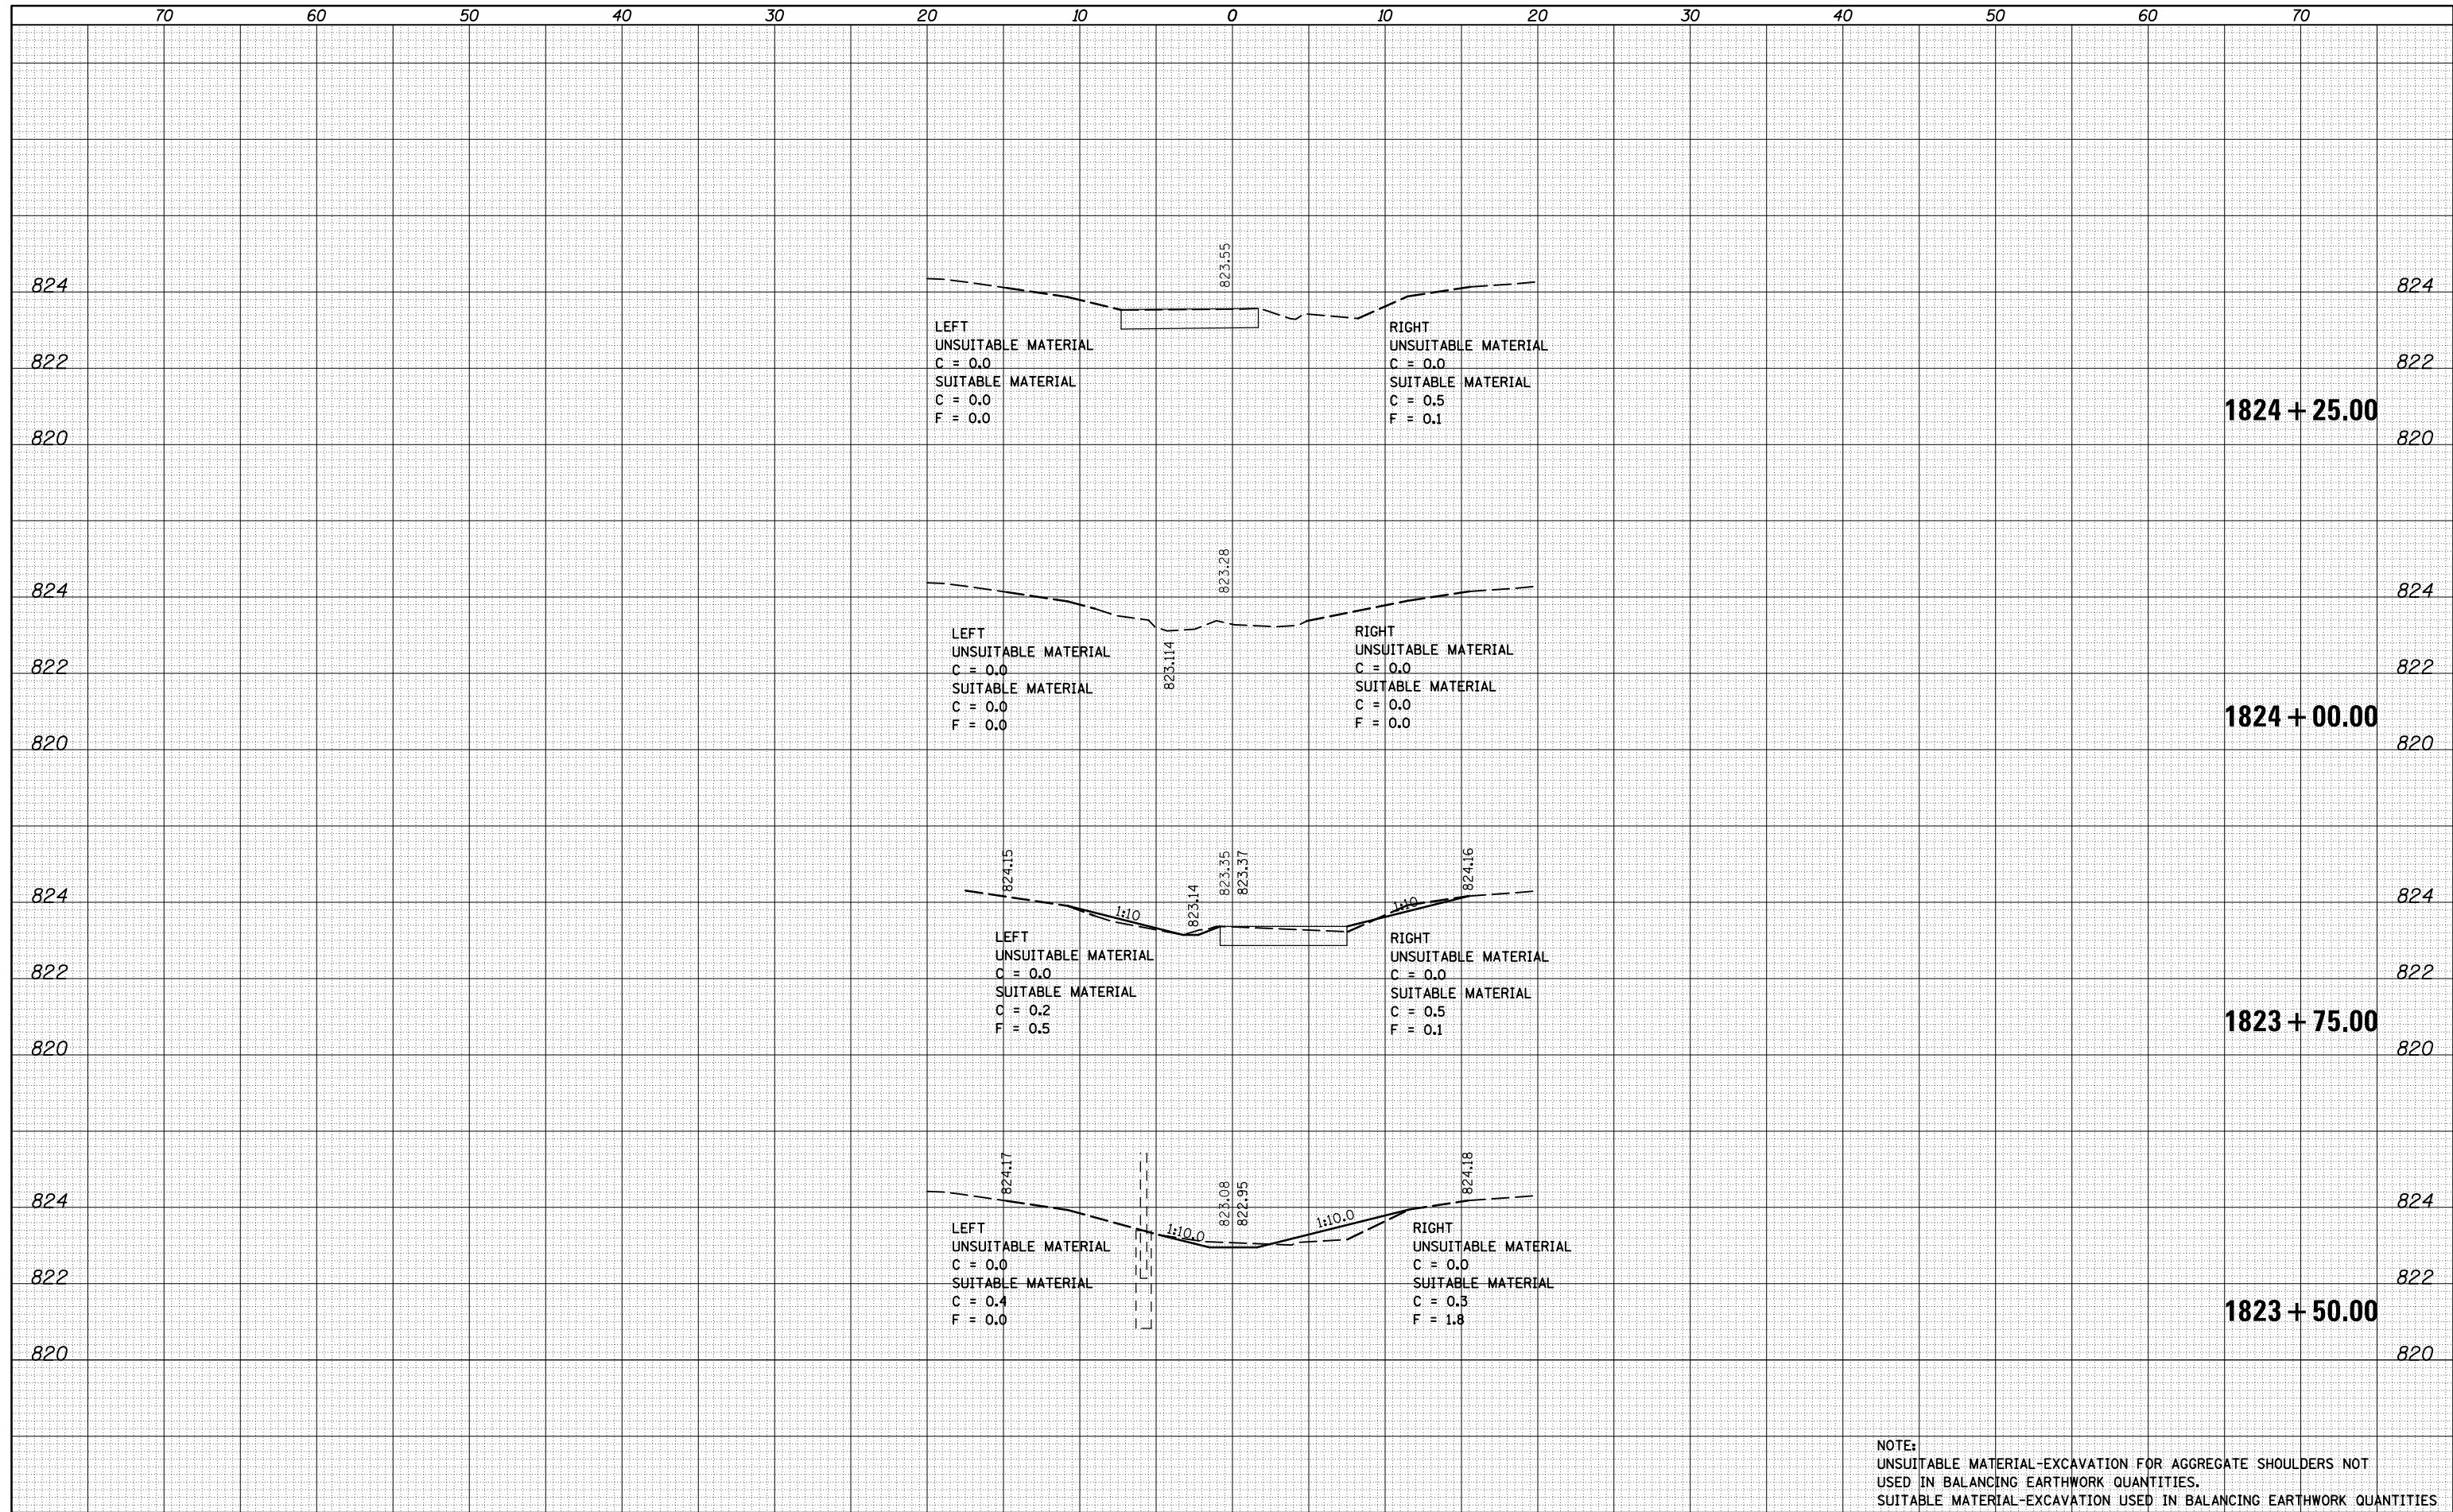 70 60 50 40 30 20 10 0 10 20 30 40 50 60 70
823.55
824 824
LEFT
UNSUITABLE MATERIAL
C = 0.0
SUITABLE MATERIAL
C = 0.0
F = 0.0
RIGHT
UNSUITABLE MATERIAL
C = 0.0
SUITABLE MATERIAL
C = 0.5
F = 0.1
822 822
1824 + 25.00
820 820
823.28
824 824
LEFT
UNSUITABLE MATERIAL
C = 0.0
SUITABLE MATERIAL
C = 0.0
F = 0.0
823.114
RIGHT
UNSUITABLE MATERIAL
C = 0.0
SUITABLE MATERIAL
C = 0.0
F = 0.0
822 822
1824 + 00.00
820 820
824.15
823.14
823.35
823.37
824.16
824 824
1:10
1:10
LEFT
UNSUITABLE MATERIAL
C = 0.0
SUITABLE MATERIAL
C = 0.2
F = 0.5
RIGHT
UNSUITABLE MATERIAL
C = 0.0
SUITABLE MATERIAL
C = 0.5
F = 0.1
822 822
1823 + 75.00
820 820
824.17
823.08
822.95
824.18
824 824
1:10.0
1:10.0
LEFT
UNSUITABLE MATERIAL
C = 0.0
SUITABLE MATERIAL
C = 0.4
F = 0.0
RIGHT
UNSUITABLE MATERIAL
C = 0.0
SUITABLE MATERIAL
C = 0.3
F = 1.8
822 822
1823 + 50.00
820 820
NOTE:
UNSUITABLE MATERIAL-EXCAVATION FOR AGGREGATE SHOULDERS NOT
USED IN BALANCING EARTHWORK QUANTITIES.
SUITABLE MATERIAL-EXCAVATION USED IN BALANCING EARTHWORK QUANTITIES